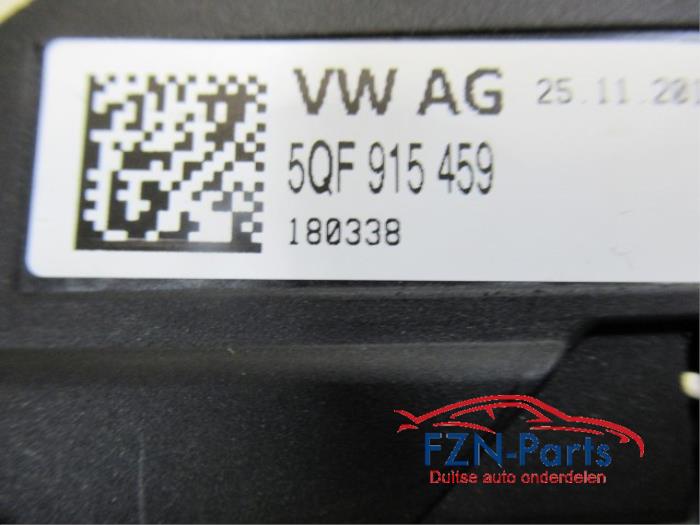 VW AG 25.11.201
5QF 915 459
180338
FZN-Parts
Duitse auto onderdelen